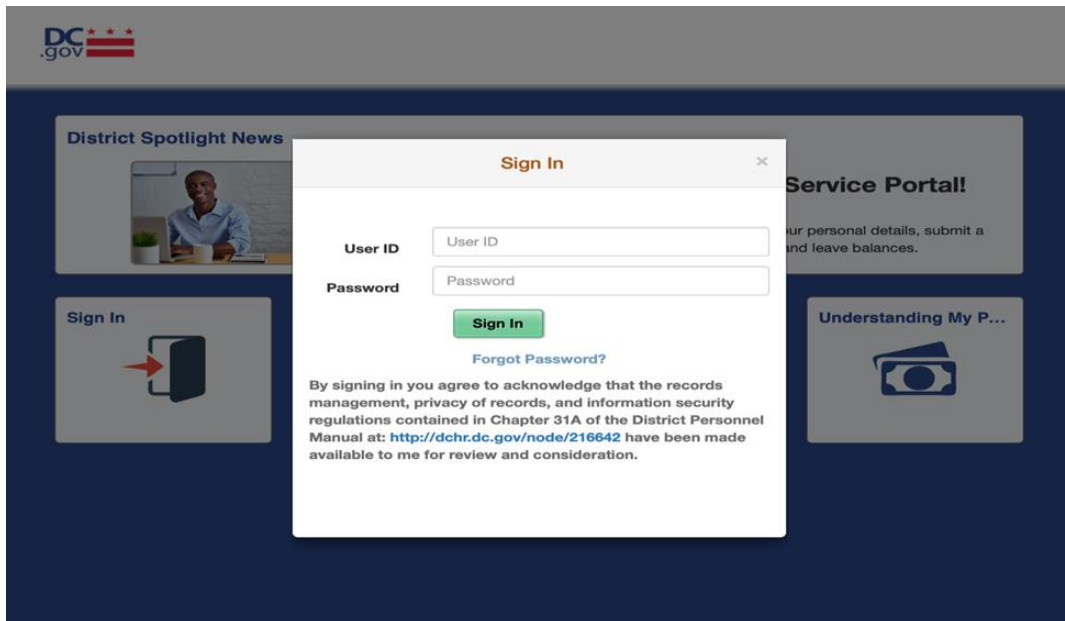 DC
.gov
District Spotlight News
Sign In
×
Service Portal!
ur personal details, submit a
and leave balances.
User ID
User ID
Password
Password
Sign In
Forgot Password?
By signing in you agree to acknowledge that the records
management, privacy of records, and information security
regulations contained in Chapter 31A of the District Personnel
Manual at: http://dchr.dc.gov/node/216642 have been made
available to me for review and consideration.
Sign In
Understanding My P...